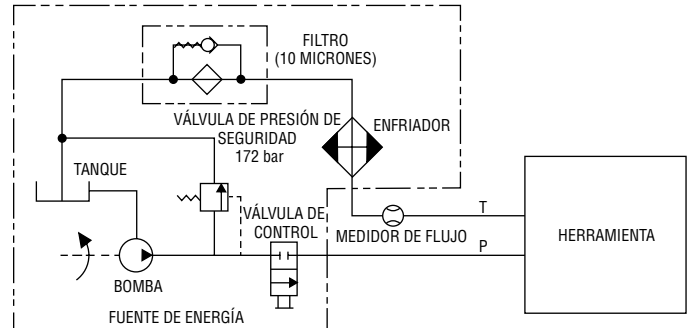 FILTRO
(10 MICRONES)
VÁLVULA DE PRESIÓN DE
SEGURIDAD
172 bar
ENFRIADOR
TANQUE
VÁLVULA DE
CONTROL
MEDIDOR DE FLUJO
T
P
HERRAMIENTA
BOMBA
FUENTE DE ENERGÍA